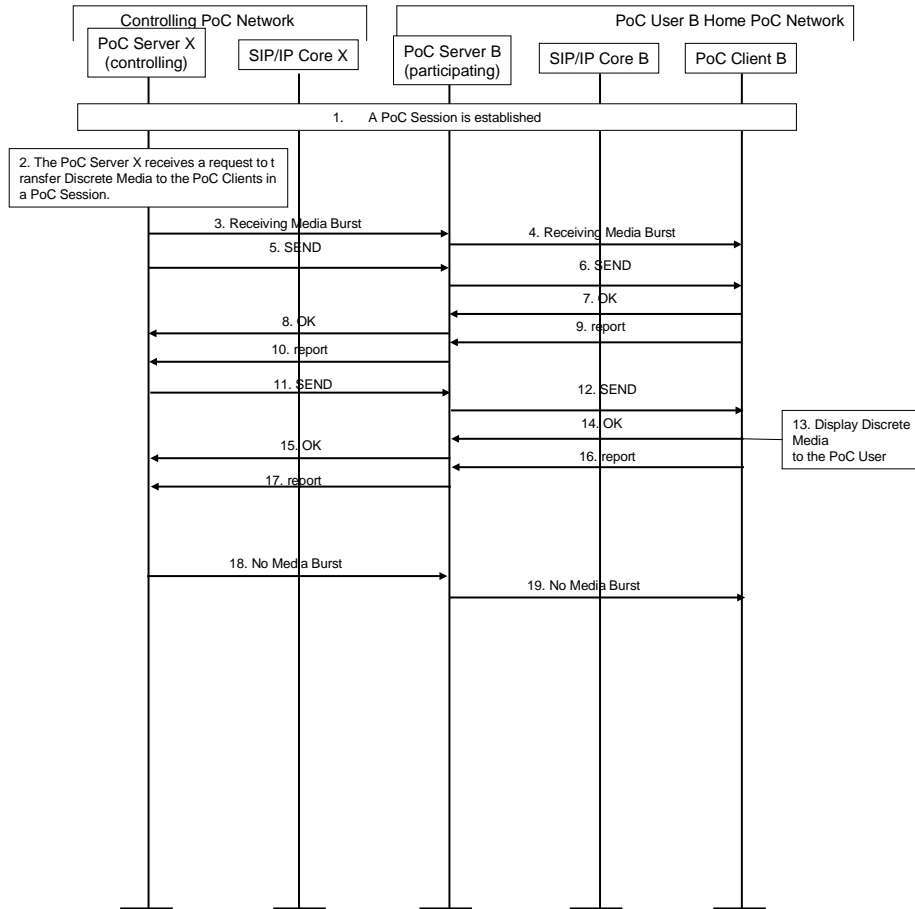 Controlling PoC Network
PoC User B Home PoC Network
PoC Server X
(controlling)
SIP/IP Core X
PoC Server B
(participating)
SIP/IP Core B
PoC Client B
1. A PoC Session is established
2. The PoC Server X receives a request to t
ransfer Discrete Media to the PoC Clients in
a PoC Session.
3. Receiving Media Burst
4. Receiving Media Burst
5. SEND
6. SEND
7. OK
8. OK
9. report
10. report
11. SEND
12. SEND
13. Display Discrete
Media
to the PoC User
14. OK
15. OK
16. report
17. report
18. No Media Burst
19. No Media Burst